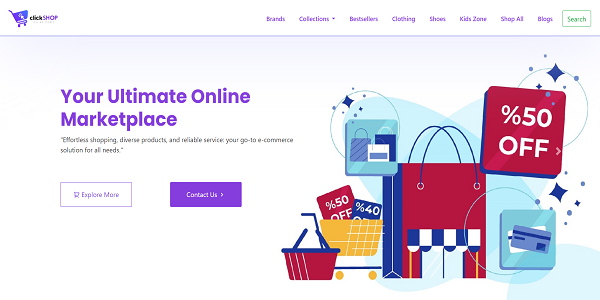 clickSHOP
Brands Collections Bestsellers Clothing Shoes Kids Zone Shop All Blogs Search
Your Ultimate Online
Marketplace
"Effortless shopping, diverse products, and reliable service: your go-to e-commerce
solution for all needs."
Explore More
Contact Us
%50
OFF
%50
OFF
%40